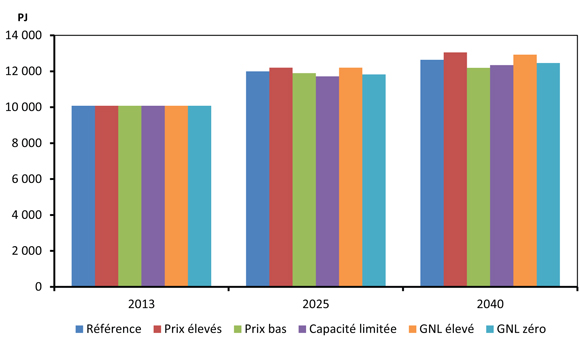 PJ
14 000
12 000
10 000
8 000
6 000
4 000
2 000
0
2013 2025 2040
Référence Prix élevés Prix bas Capacité limitée GNL élevé GNL zéro